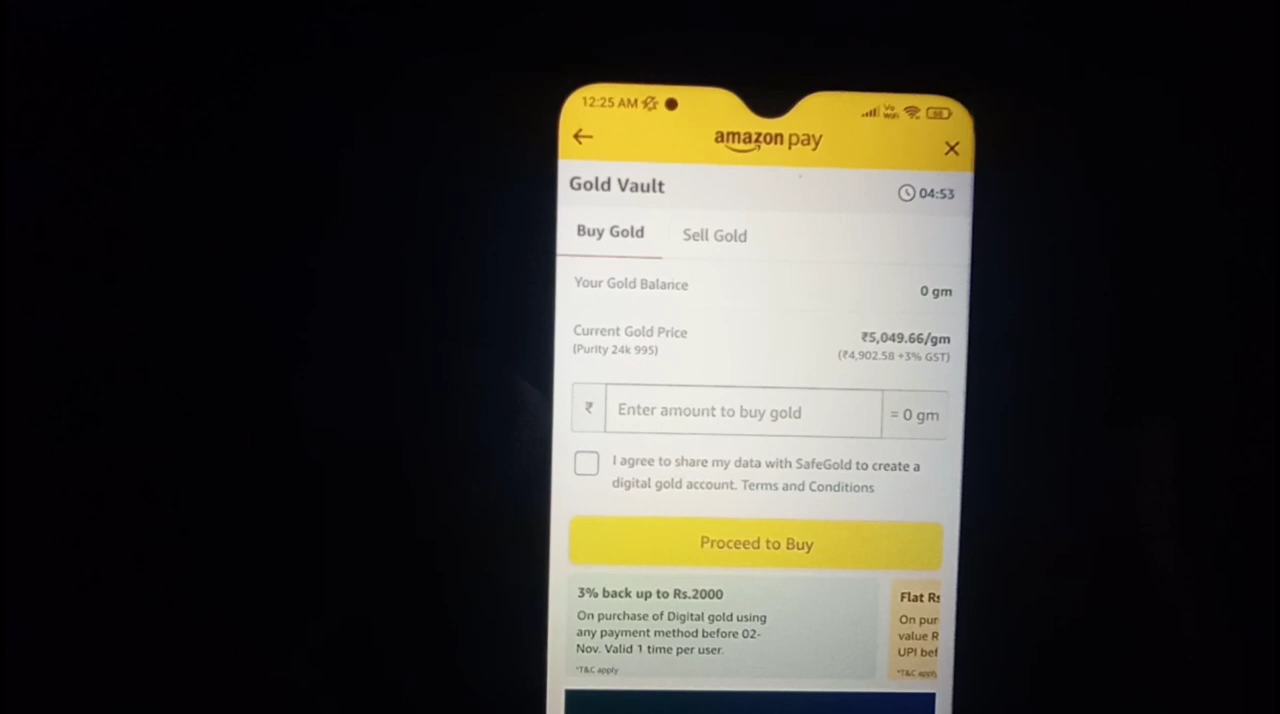 12:25 AM
Vo
WiFi
68
amazon pay
Gold Vault
04:53
Buy Gold
Sell Gold
Your Gold Balance
0 gm
Current Gold Price
₹5,049.66/gm
(Purity 24k 995)
(₹4,902.58 +3% GST)
₹
Enter amount to buy gold
= 0 gm
I agree to share my data with SafeGold to create a
digital gold account. Terms and Conditions
Proceed to Buy
3% back up to Rs.2000
On purchase of Digital gold using
any payment method before 02-
Nov. Valid 1 time per user.
*T&C apply
Flat Rs
On pur
value R
UPI bef
*T&C apply